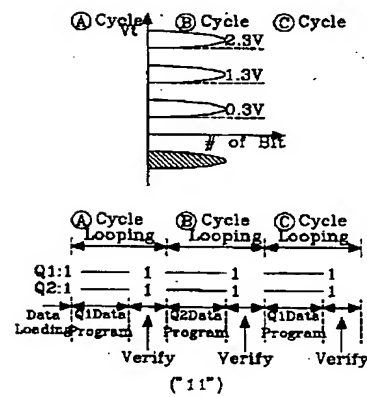 Ⓐ Cycle Ⓑ Cycle Ⓒ Cycle
Vt
2.3V
1.3V
0.3V
# of Bit
Ⓐ Cycle Ⓑ Cycle Ⓒ Cycle
Looping Looping Looping
Q1:1 1 1 1
Q2:1 1 1 1
Data Q1Data Q2Data Q1Data
Loading Program Program Program
Verify Verify Verify
("11")